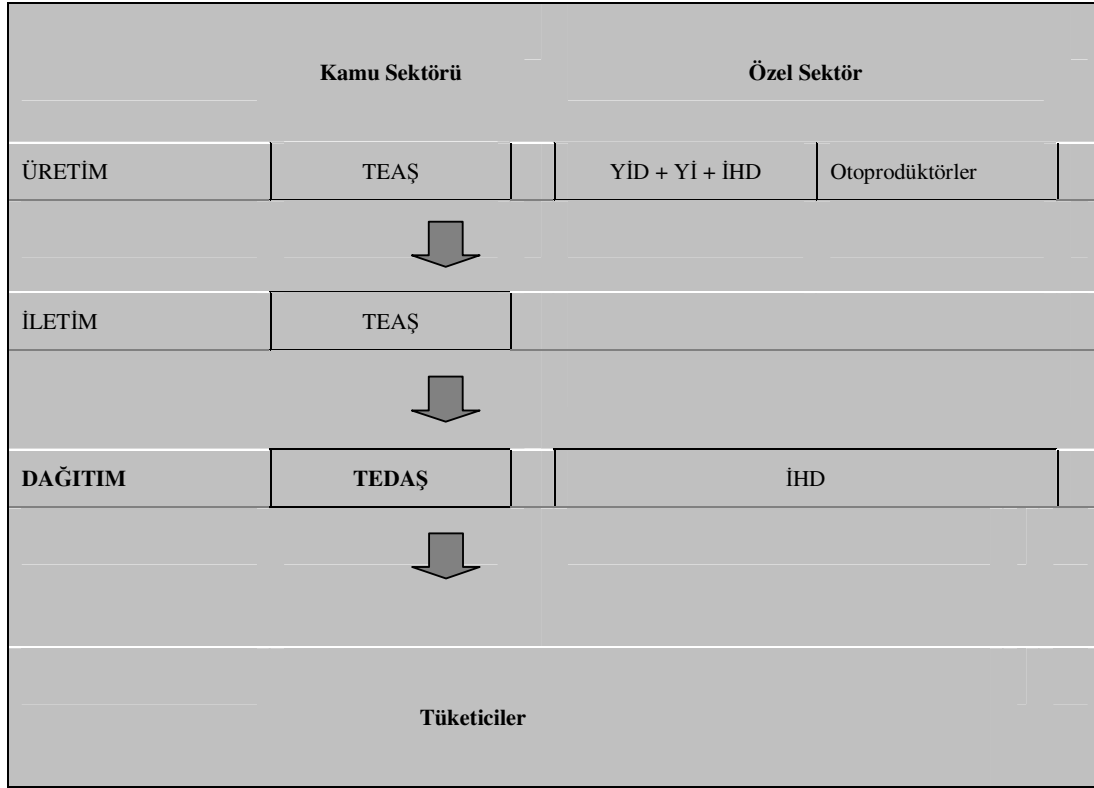 Kamu Sektörü Özel Sektör
ÜRETİM TEAŞ YİD + Yİ + İHD Otoprodüktörler
İLETİM TEAŞ
DAĞITIM TEDAŞ İHD
Tüketiciler